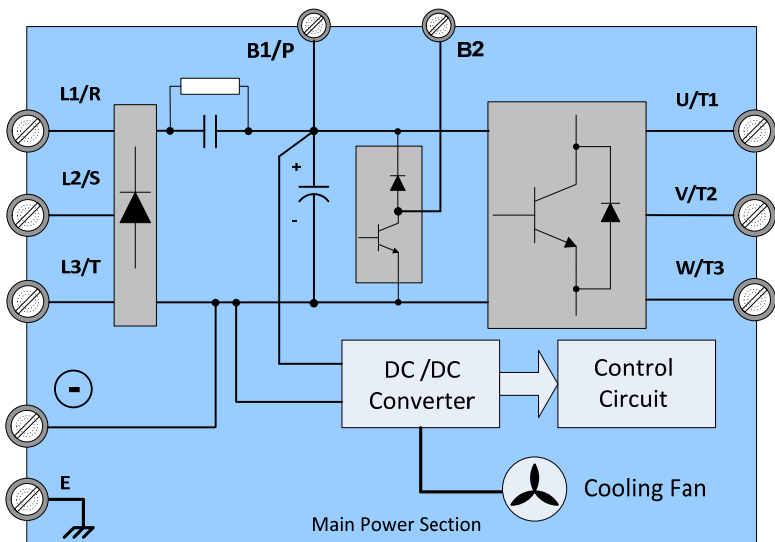 B1/P
B2
L1/R
U/T1
L2/S
+
-
V/T2
L3/T
W/T3
-
DC /DC
Converter
Control
Circuit
E
Cooling Fan
Main Power Section